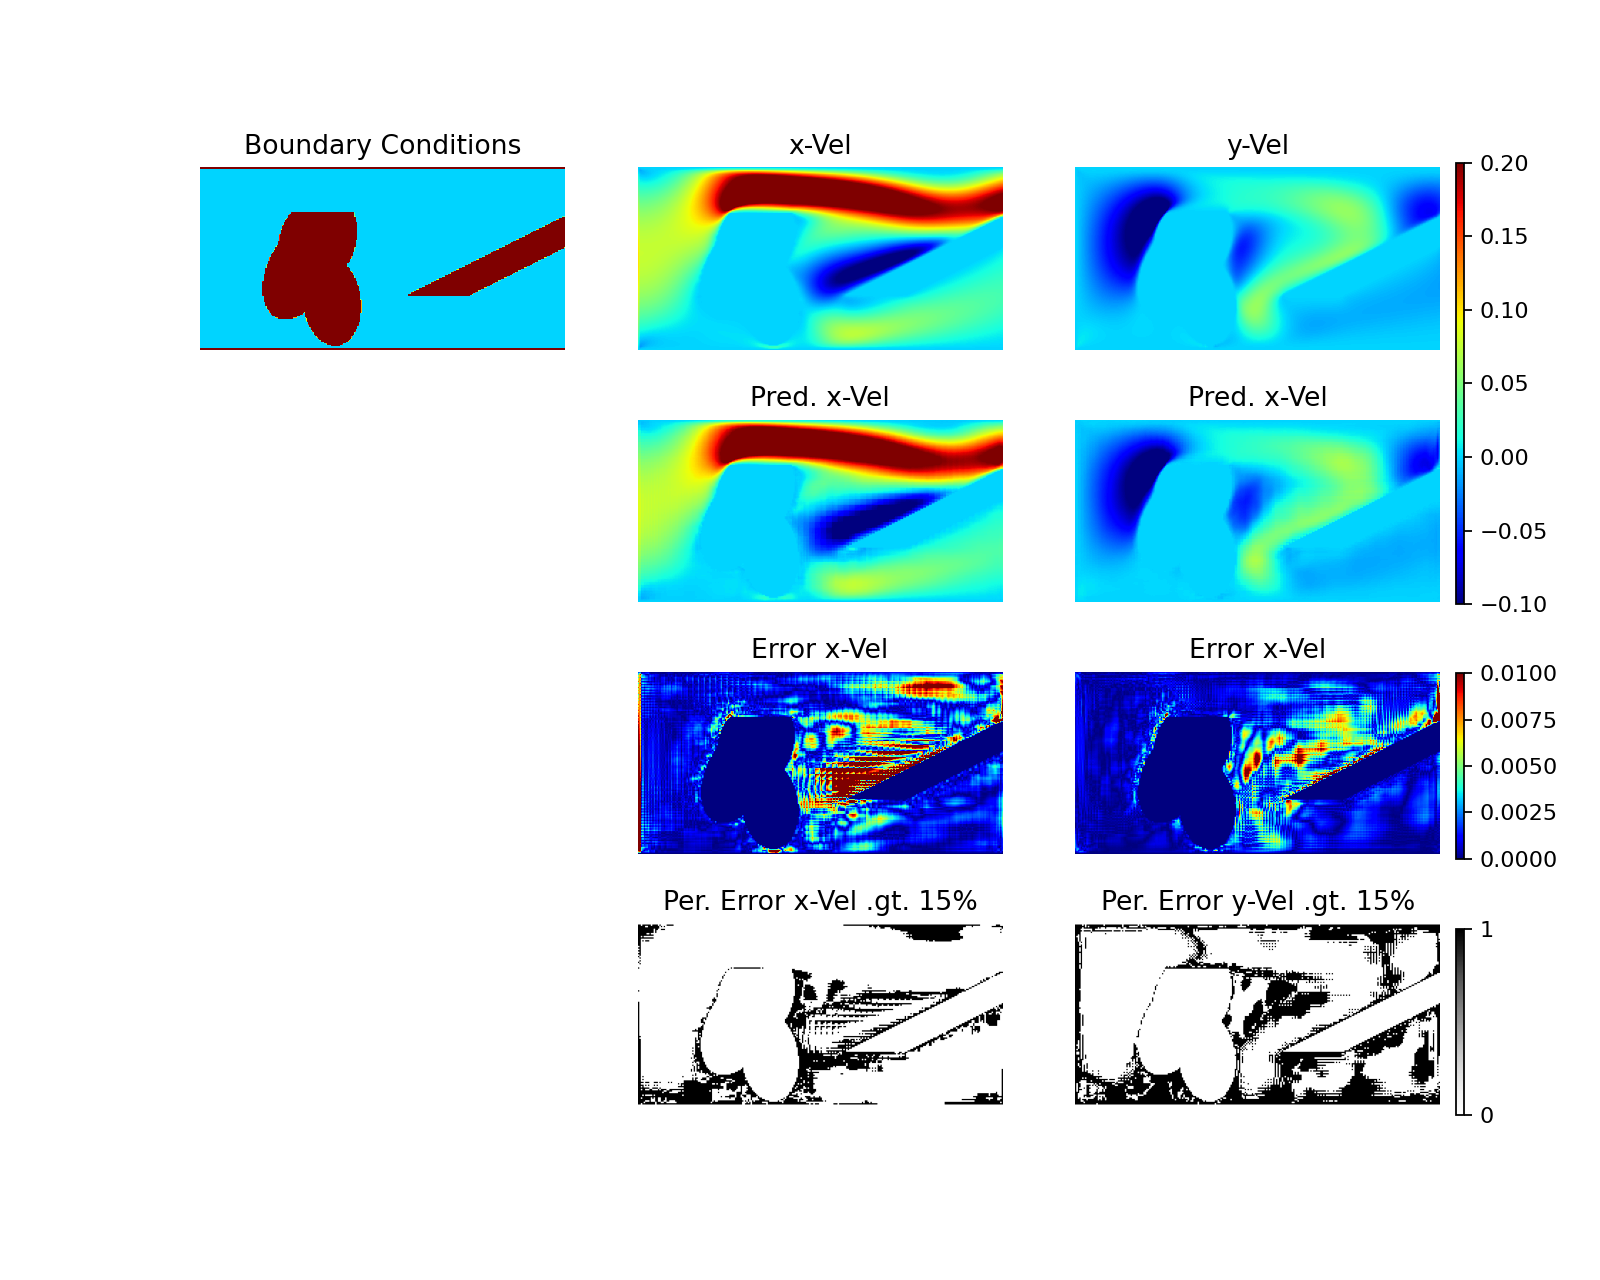 Boundary Conditions
x-Vel
y-Vel
0.20
0.15
0.10
0.05
0.00
−0.05
−0.10
Pred. x-Vel
Pred. x-Vel
Error x-Vel
Error x-Vel
0.0100
0.0075
0.0050
0.0025
0.0000
Per. Error x-Vel .gt. 15%
Per. Error y-Vel .gt. 15%
1
0